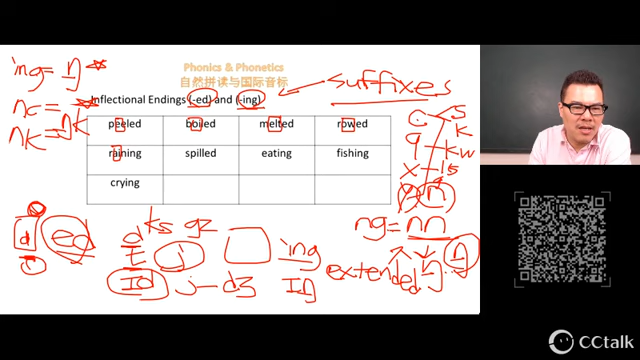 Phonics & Phonetics
自然拼读与国际音标
Inflectional Endings (-ed) and (-ing)
suffixes
peeled boiled melted rowed
raining spilled eating fishing
crying
ing = ŋ
nc =
nk = ŋk
C S
K
q kw
x
ng = nn
ŋ
d ed
t
d ks gz
t j
ɪd j - dʒ
ing
ɪŋ
extended
CCtalk